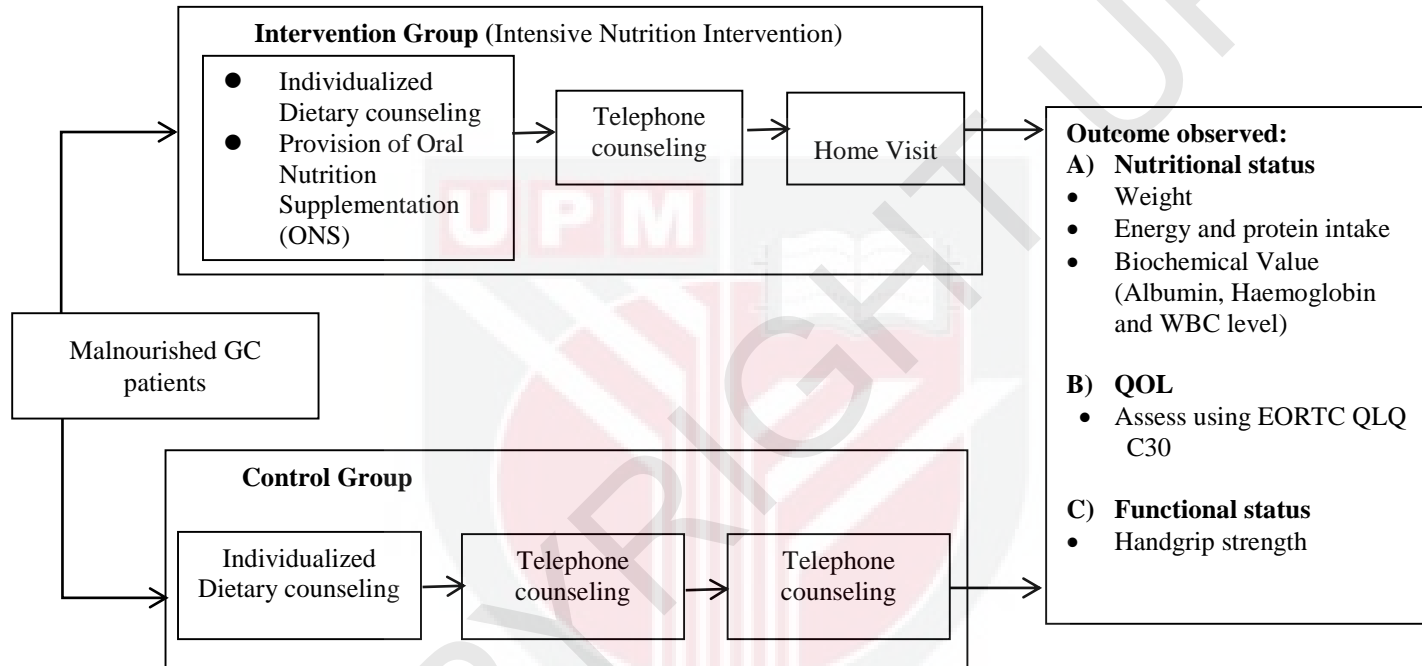 Intervention Group (Intensive Nutrition Intervention)
● Individualized
Dietary counseling
● Provision of Oral
Nutrition
Supplementation
(ONS)
Telephone
counseling
Home Visit
Malnourished GC
patients
Control Group
Individualized
Dietary counseling
Telephone
counseling
Telephone
counseling
Outcome observed:
A) Nutritional status
• Weight
• Energy and protein intake
• Biochemical Value
(Albumin, Haemoglobin
and WBC level)
B) QOL
• Assess using EORTC QLQ
C30
C) Functional status
• Handgrip strength
UPM
PYRIGHT UP